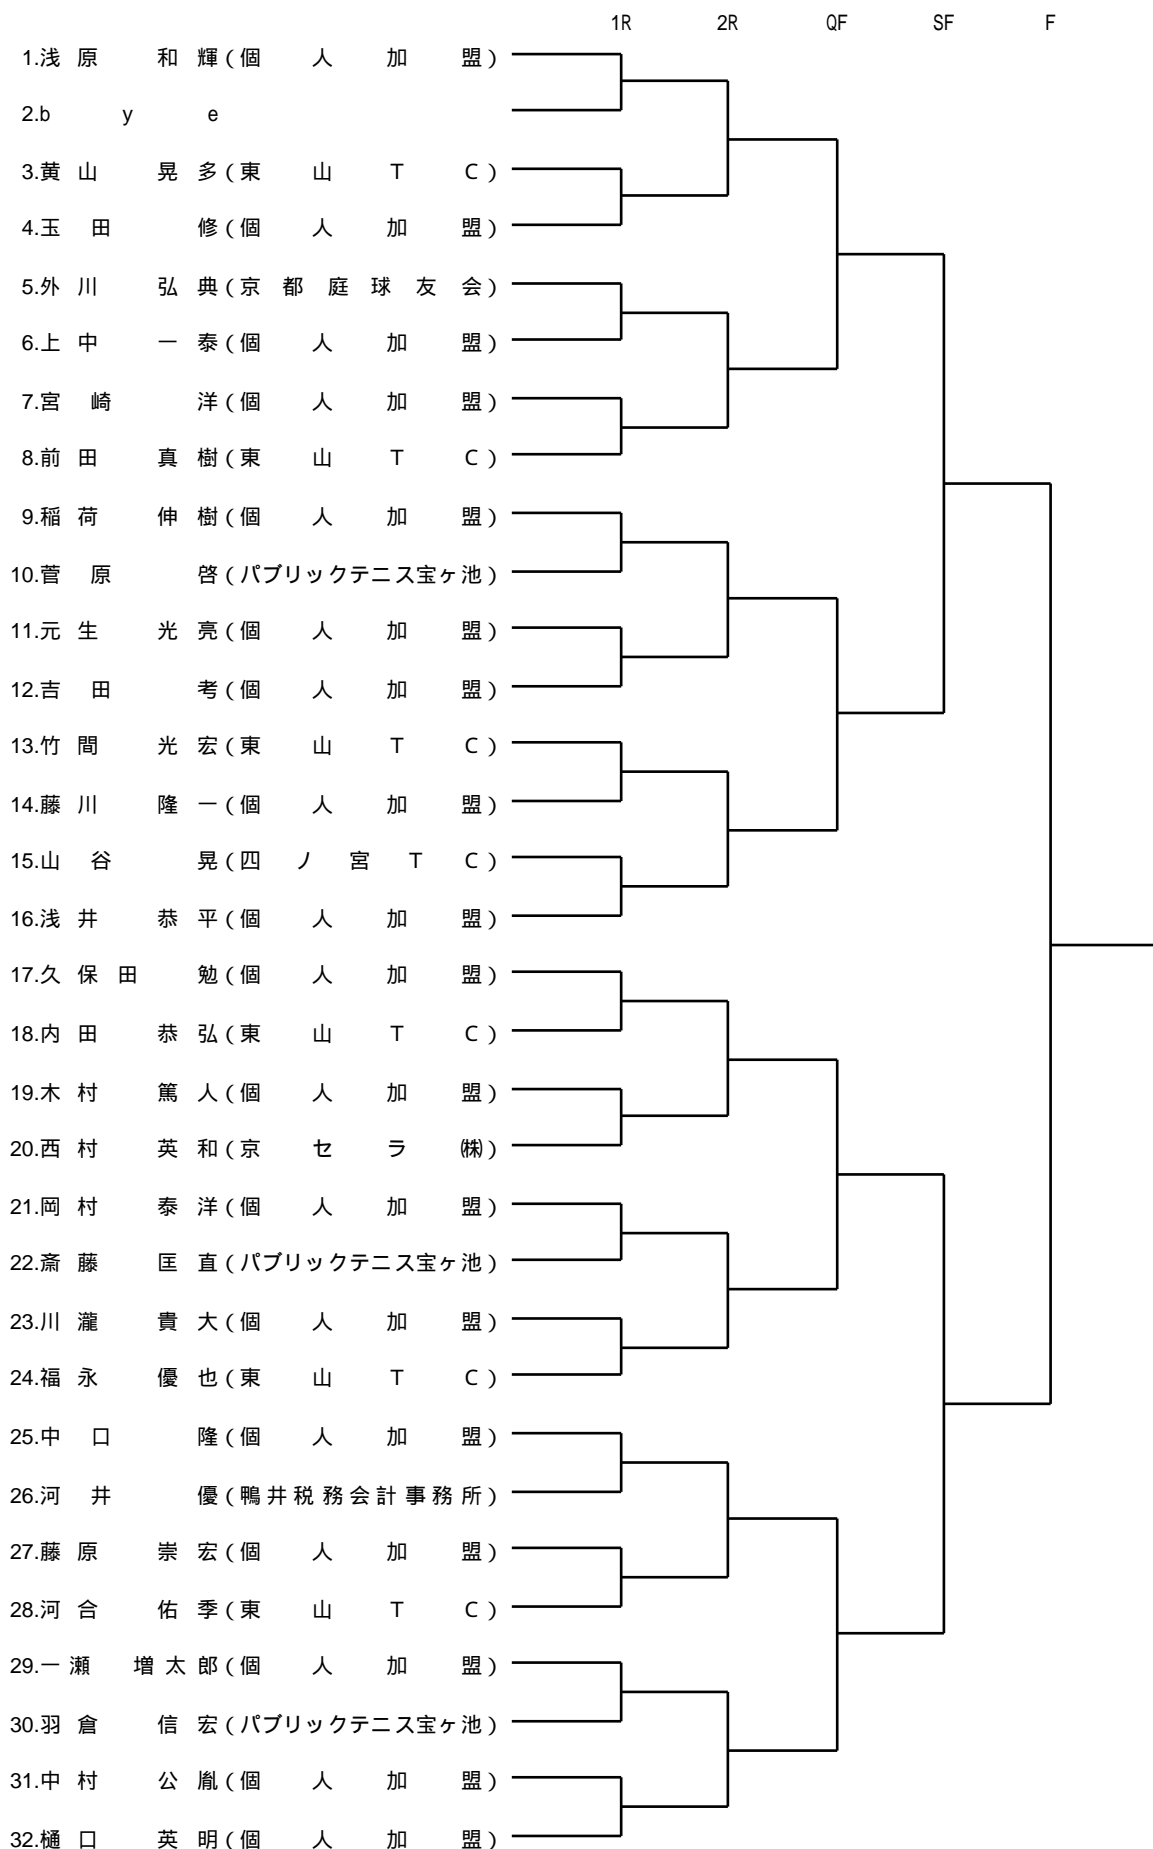 1R 2R QF SF F
1.浅原 和輝(個人加盟)
2.bye
3.黄山 晃多(東山TC)
4.玉田 修(個人加盟)
5.外川 弘典(京都庭球友会)
6.上中 一泰(個人加盟)
7.宮崎 洋(個人加盟)
8.前田 真樹(東山TC)
9.稲荷 伸樹(個人加盟)
10.菅原 啓(パブリックテニス宝ヶ池)
11.元生 光亮(個人加盟)
12.吉田 考(個人加盟)
13.竹間 光宏(東山TC)
14.藤川 隆一(個人加盟)
15.山谷 晃(四ノ宮TC)
16.浅井 恭平(個人加盟)
17.久保田 勉(個人加盟)
18.内田 恭弘(東山TC)
19.木村 篤人(個人加盟)
20.西村 英和(京セラ㈱)
21.岡村 泰洋(個人加盟)
22.斎藤 匡直(パブリックテニス宝ヶ池)
23.川瀧 貴大(個人加盟)
24.福永 優也(東山TC)
25.中口 隆(個人加盟)
26.河井 優(鴨井税務会計事務所)
27.藤原 崇宏(個人加盟)
28.河合 佑季(東山TC)
29.一瀬 増太郎(個人加盟)
30.羽倉 信宏(パブリックテニス宝ヶ池)
31.中村 公胤(個人加盟)
32.樋口 英明(個人加盟)